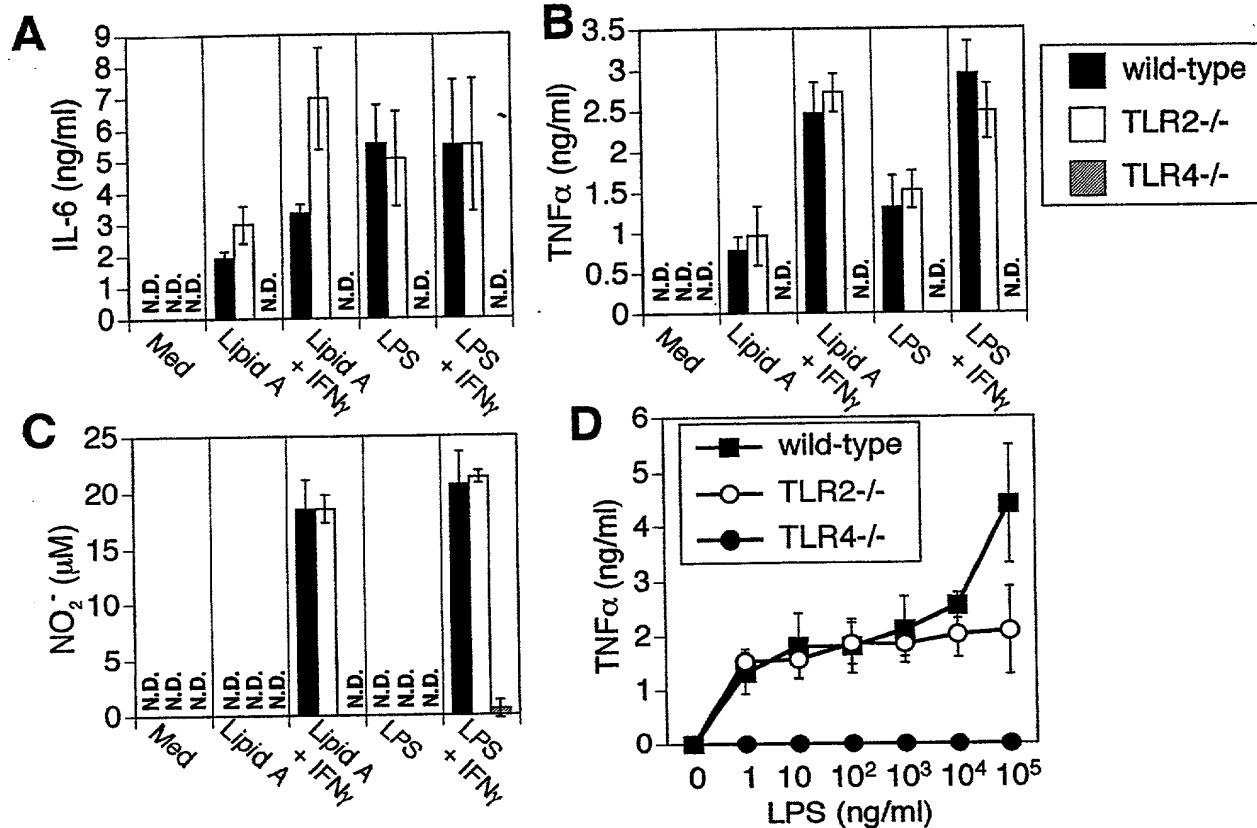 A
IL-6 (ng/ml)
9
8
7
6
5
4
3
2
1
0
N.D.
N.D.
N.D.
N.D.
N.D.
N.D.
N.D.
Med
Lipid A
Lipid A
+ IFNγ
LPS
LPS
+ IFNγ
B
TNFα (ng/ml)
3.5
3
2.5
2
1.5
1
0.5
0
N.D.
N.D.
N.D.
N.D.
N.D.
N.D.
N.D.
Med
Lipid A
Lipid A
+ IFNγ
LPS
LPS
+ IFNγ
wild-type
TLR2-/-
TLR4-/-
C
NO₂⁻ (μM)
25
20
15
10
5
0
N.D.
N.D.
N.D.
N.D.
N.D.
N.D.
N.D.
N.D.
N.D.
N.D.
Med
Lipid A
Lipid A
+ IFNγ
LPS
LPS
+ IFNγ
D
TNFα (ng/ml)
6
5
4
3
2
1
0
wild-type
TLR2-/-
TLR4-/-
0 1 10 10² 10³ 10⁴ 10⁵
LPS (ng/ml)